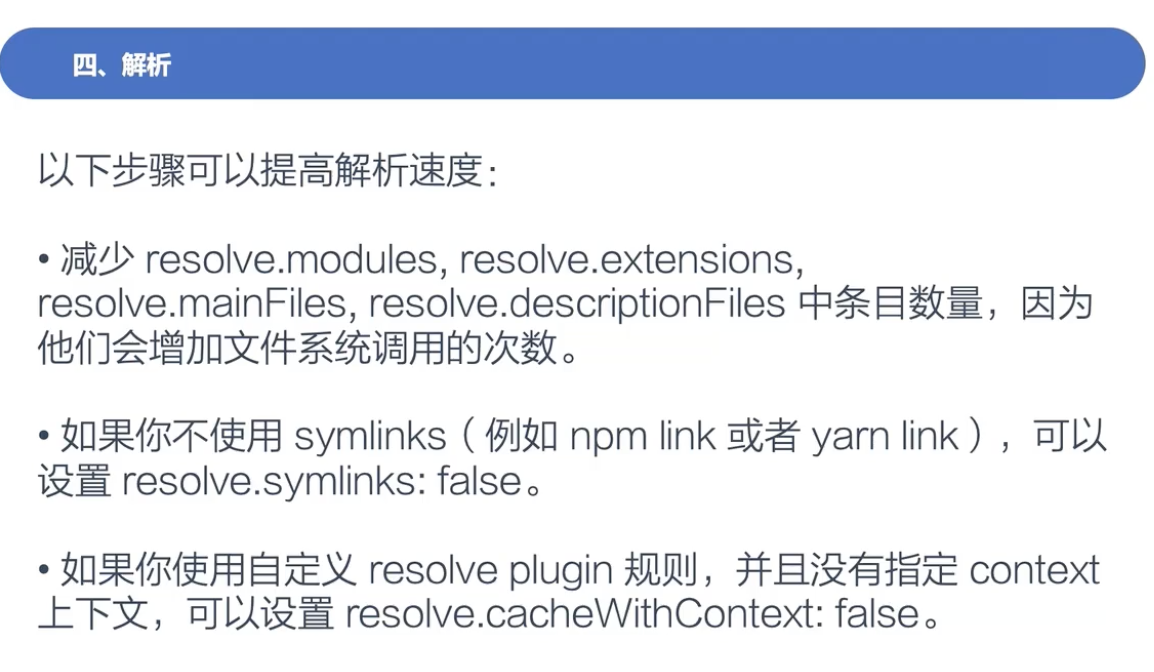 四、解析
以下步骤可以提高解析速度：
• 减少 resolve.modules, resolve.extensions,
resolve.mainFiles, resolve.descriptionFiles 中条目数量，因为
他们会增加文件系统调用的次数。
• 如果你不使用 symlinks（例如 npm link 或者 yarn link），可以
设置 resolve.symlinks: false。
• 如果你使用自定义 resolve plugin 规则，并且没有指定 context
上下文，可以设置 resolve.cacheWithContext: false。